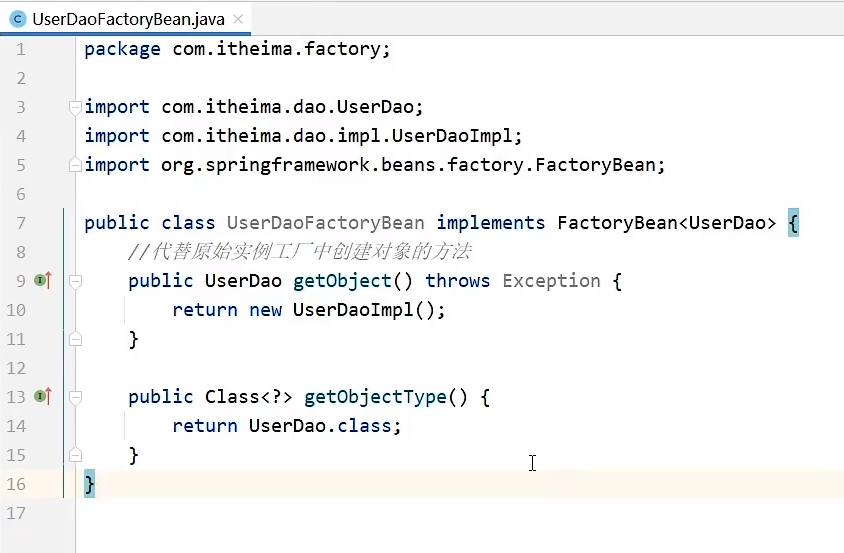 UserDaoFactoryBean.java
1 package com.itheima.factory;
2
3 import com.itheima.dao.UserDao;
4 import com.itheima.dao.impl.UserDaoImpl;
5 import org.springframework.beans.factory.FactoryBean;
6
7 public class UserDaoFactoryBean implements FactoryBean<UserDao> {
8 //代替原始实例工厂中创建对象的方法
9 public UserDao getObject() throws Exception {
10 return new UserDaoImpl();
11 }
12
13 public Class<?> getObjectType() {
14 return UserDao.class;
15 }
16 }
17